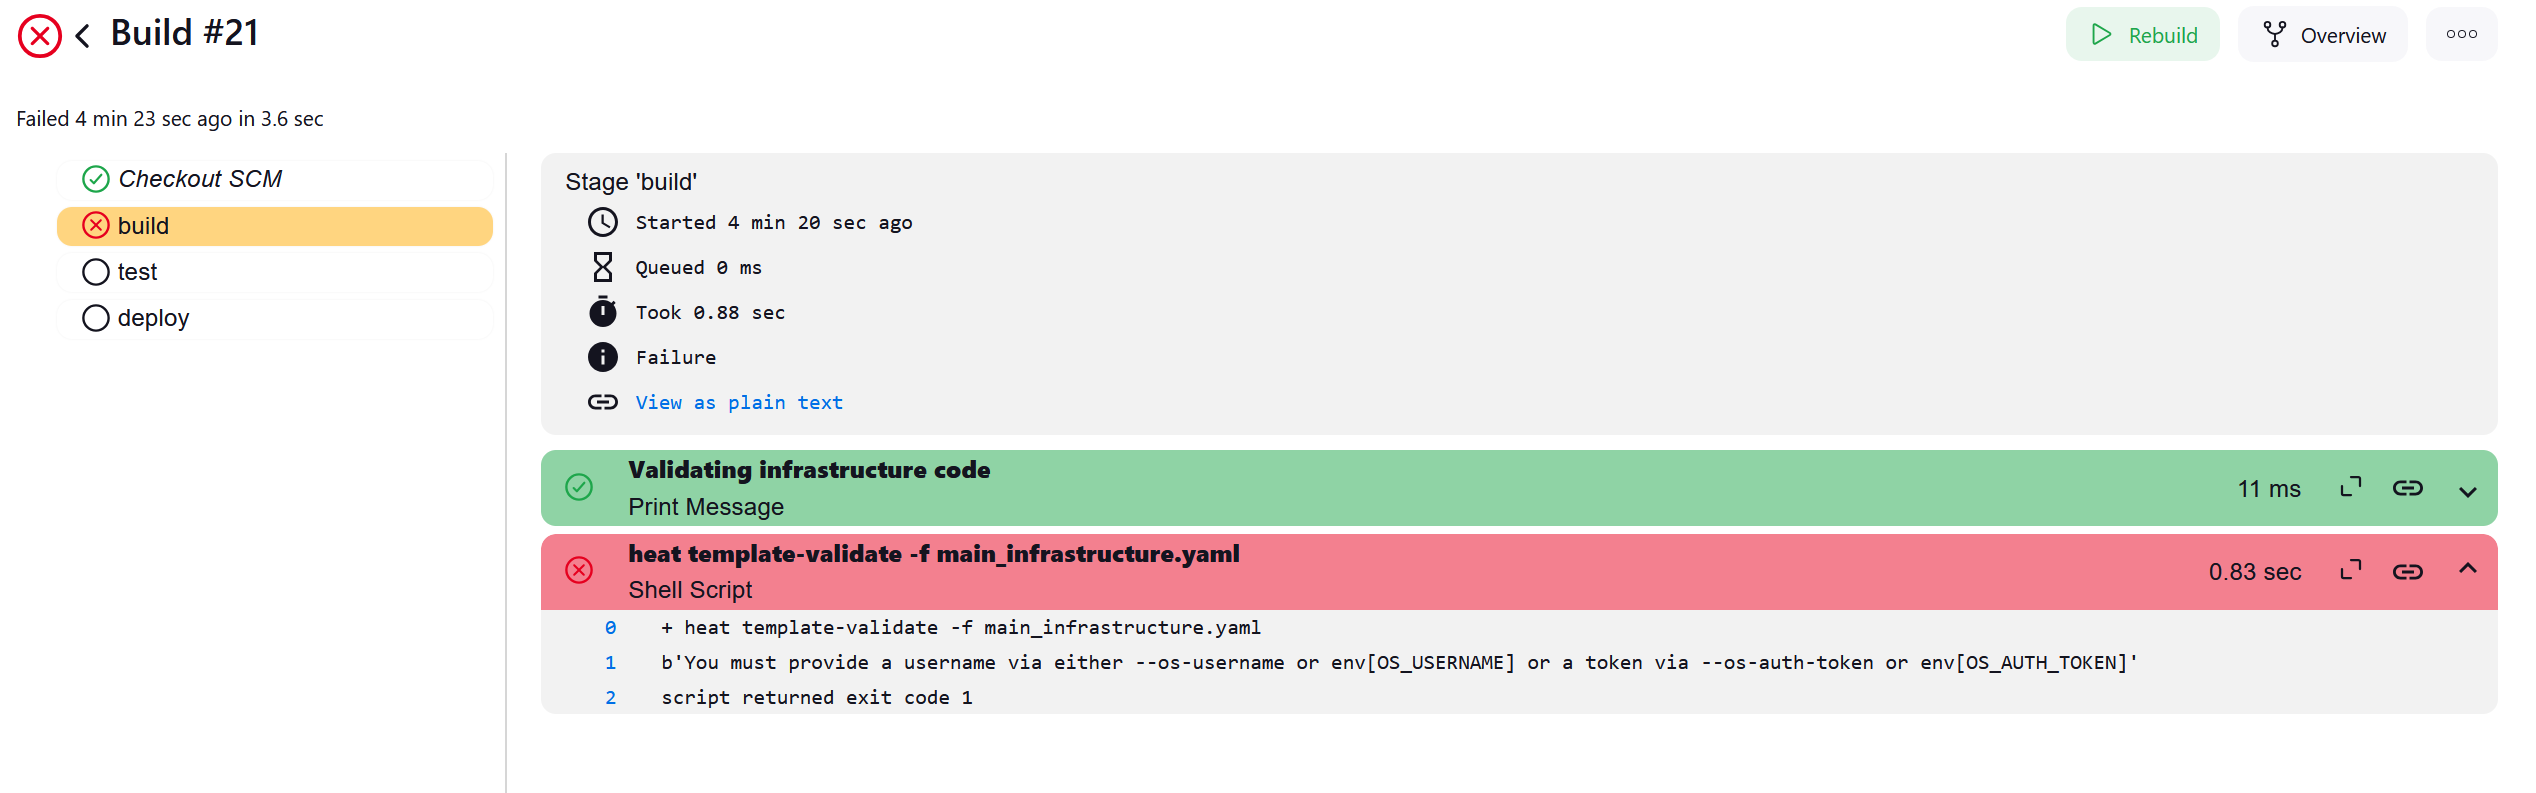 Build #21
Rebuild
Overview
Failed 4 min 23 sec ago in 3.6 sec
Checkout SCM
build
test
deploy
Stage 'build'
Started 4 min 20 sec ago
Queued 0 ms
Took 0.88 sec
Failure
View as plain text
Validating infrastructure code
Print Message
11 ms
heat template-validate -f main_infrastructure.yaml
Shell Script
0.83 sec
0 + heat template-validate -f main_infrastructure.yaml
1 b'You must provide a username via either --os-username or env[OS_USERNAME] or a token via --os-auth-token or env[OS_AUTH_TOKEN]'
2 script returned exit code 1